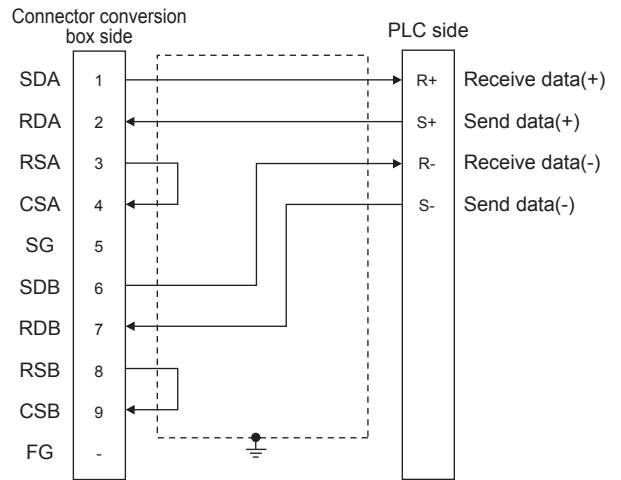 Connector conversion
box side
PLC side
SDA 1 R+ Receive data(+)
RDA 2 S+ Send data(+)
RSA 3 R- Receive data(-)
CSA 4 S- Send data(-)
SG 5
SDB 6
RDB 7
RSB 8
CSB 9
FG -